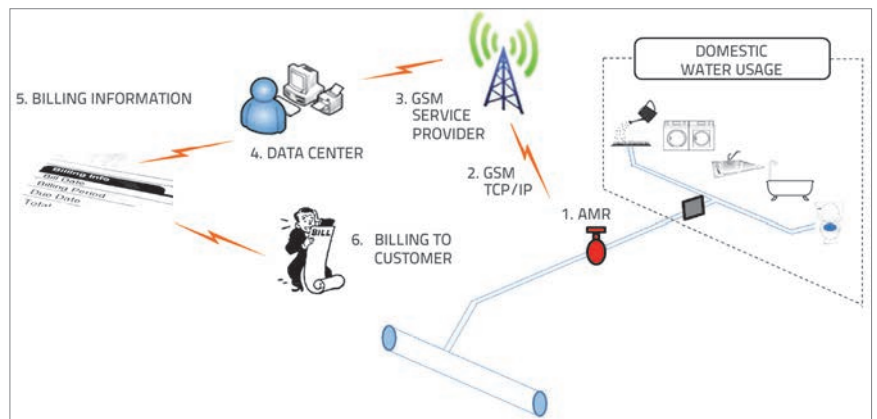 DOMESTIC
WATER USAGE
5. BILLING INFORMATION
3. GSM
SERVICE
PROVIDER
4. DATA CENTER
2. GSM
TCP/IP
Billing Info
Bill Date
Billing Period
Due Date
Total
1. AMR
BILL
6. BILLING TO
CUSTOMER